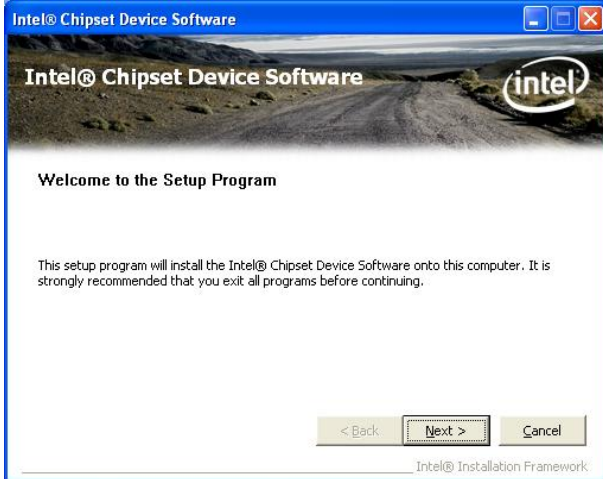 Intel® Chipset Device Software
Intel® Chipset Device Software
intel
Welcome to the Setup Program
This setup program will install the Intel® Chipset Device Software onto this computer. It is
strongly recommended that you exit all programs before continuing.
< Back
Next >
Cancel
Intel® Installation Framework